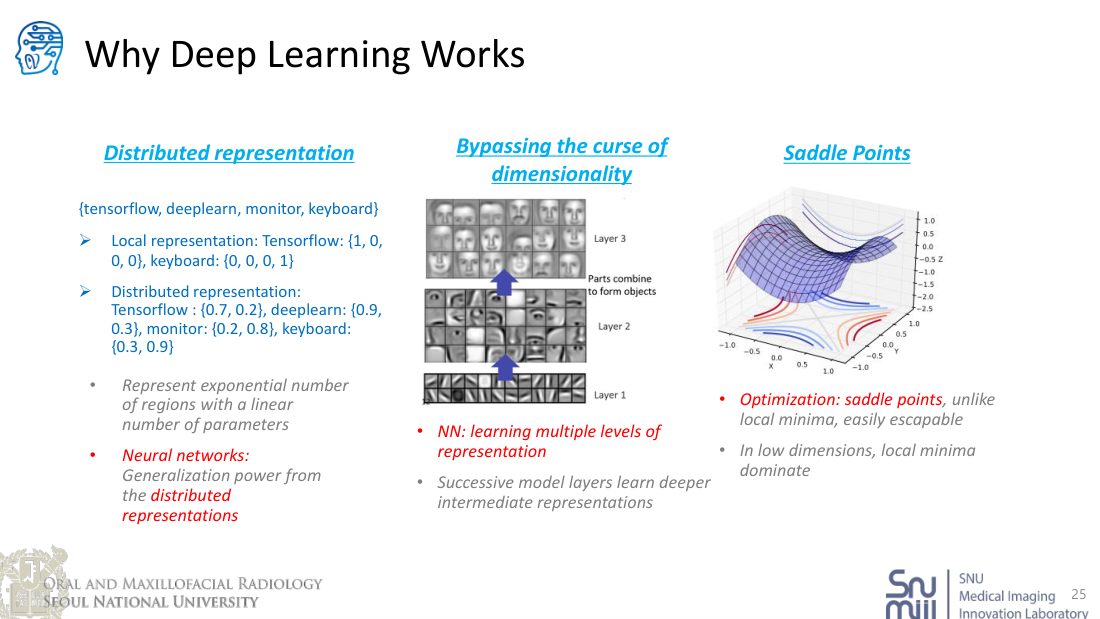 Why Deep Learning Works
Distributed representation
{tensorflow, deeplearn, monitor, keyboard}
➢ Local representation: Tensorflow: {1, 0,
0, 0}, keyboard: {0, 0, 0, 1}
➢ Distributed representation:
Tensorflow : {0.7, 0.2}, deeplearn: {0.9,
0.3}, monitor: {0.2, 0.8}, keyboard:
{0.3, 0.9}
• Represent exponential number
of regions with a linear
number of parameters
• Neural networks:
Generalization power from
the distributed
representations
Bypassing the curse of
dimensionality
Layer 3
Parts combine
to form objects
Layer 2
Layer 1
• NN: learning multiple levels of
representation
• Successive model layers learn deeper
intermediate representations
Saddle Points
1.0
0.5
0.0
−0.5 Z
−1.0
−1.5
−2.0
−2.5
1.0
0.5
0.0 Y
−0.5
−1.0
−1.0
−0.5
0.0
X
0.5
1.0
• Optimization: saddle points, unlike
local minima, easily escapable
• In low dimensions, local minima
dominate
ORAL AND MAXILLOFACIAL RADIOLOGY
SEOUL NATIONAL UNIVERSITY
SNU
mill
SNU
Medical Imaging
Innovation Laboratory
25